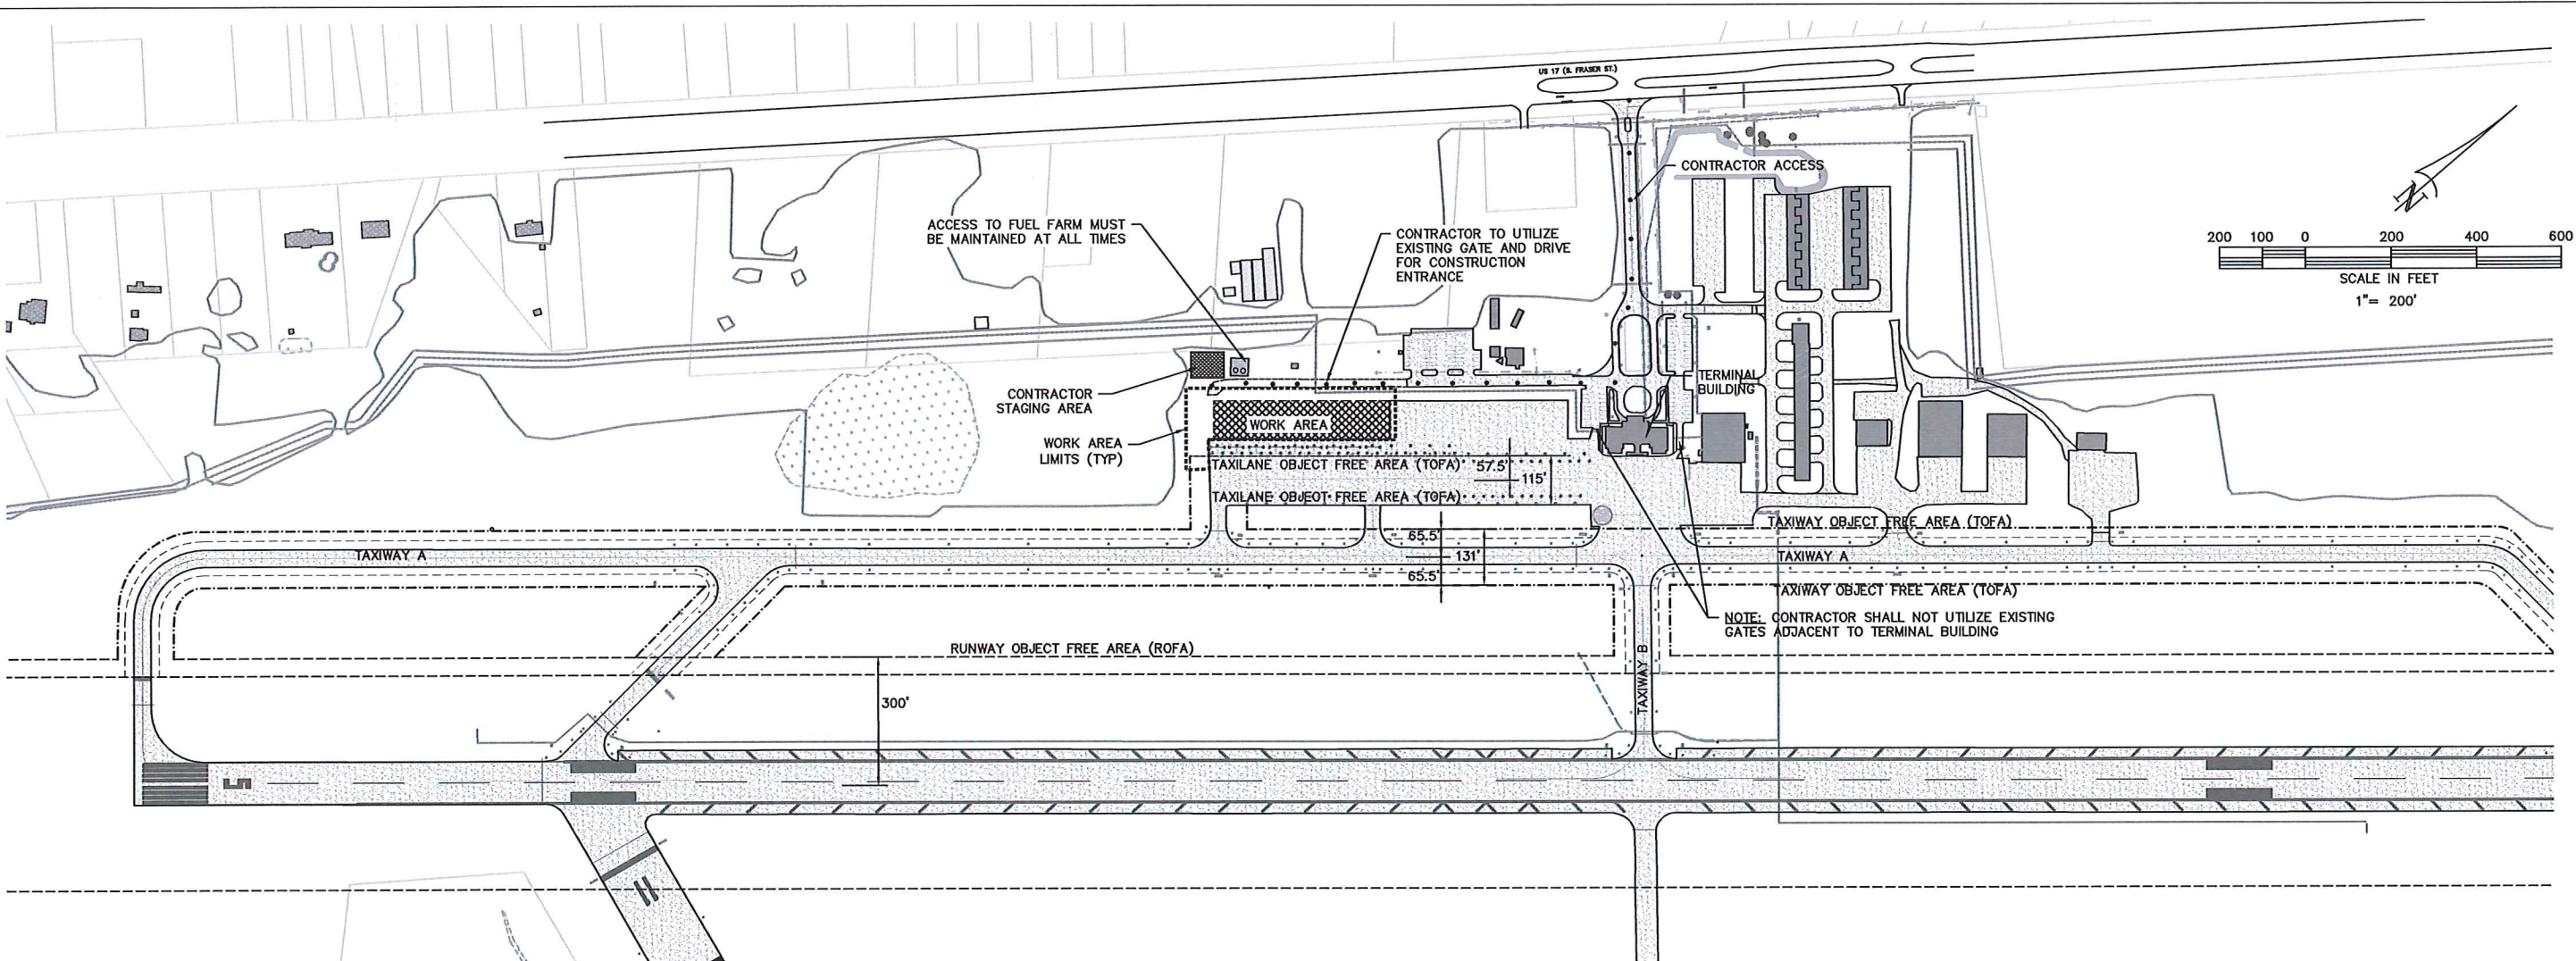 US 17 (S. FRASER ST.)
CONTRACTOR ACCESS
ACCESS TO FUEL FARM MUST
BE MAINTAINED AT ALL TIMES
CONTRACTOR TO UTILIZE
EXISTING GATE AND DRIVE
FOR CONSTRUCTION
ENTRANCE
N
200 100 0 200 400 600
SCALE IN FEET
1"= 200'
CONTRACTOR
STAGING AREA
TERMINAL
BUILDING
WORK AREA
WORK AREA
LIMITS (TYP)
TAXILANE OBJECT FREE AREA (TOFA)
57.5'
115'
TAXILANE OBJECT FREE AREA (TOFA)
TAXIWAY OBJECT FREE AREA (TOFA)
65.5'
TAXIWAY A
131'
TAXIWAY A
65.5'
TAXIWAY OBJECT FREE AREA (TOFA)
NOTE: CONTRACTOR SHALL NOT UTILIZE EXISTING
GATES ADJACENT TO TERMINAL BUILDING
RUNWAY OBJECT FREE AREA (ROFA)
TAXIWAY B
300'
5